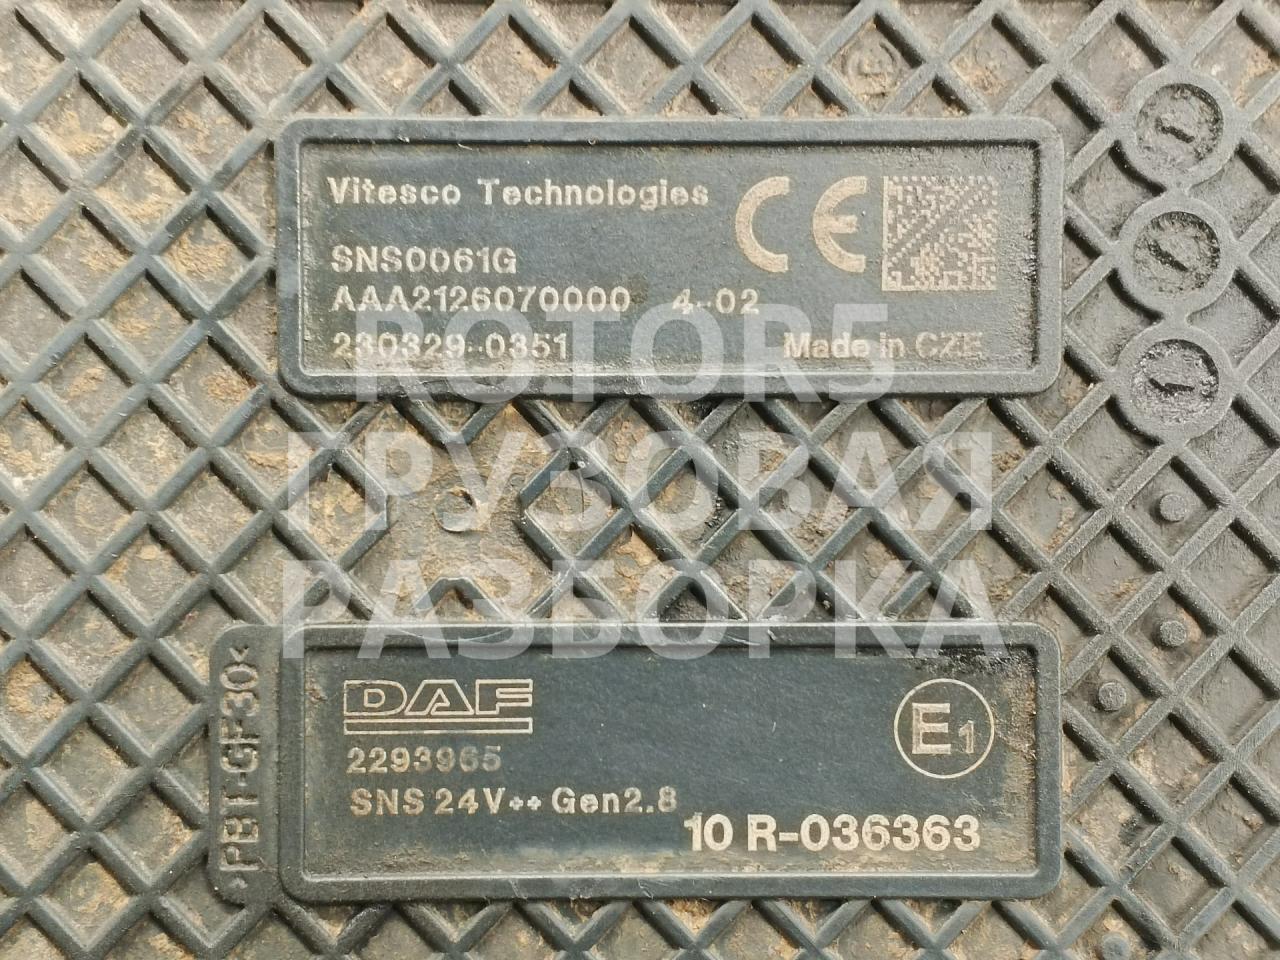 Vitesco Technologies
CE
SNS0061G
AAA2126070000 4--02
230329--0351
Made in CZE
ROTOR5
ГРУЗОВАЯ
РАЗБОРКА
>PBT-GF30<
DAF
2293965
SNS 24V++ Gen2.8
E1
10 R-036363